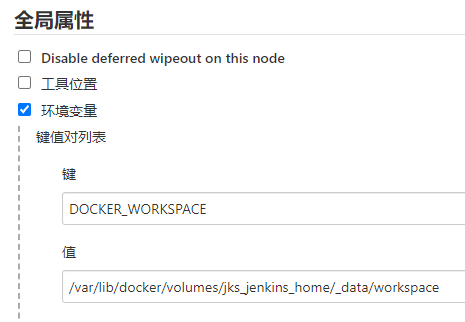 全局属性
Disable deferred wipeout on this node
工具位置
环境变量
键值对列表
键
DOCKER_WORKSPACE
值
/var/lib/docker/volumes/jks_jenkins_home/_data/workspace